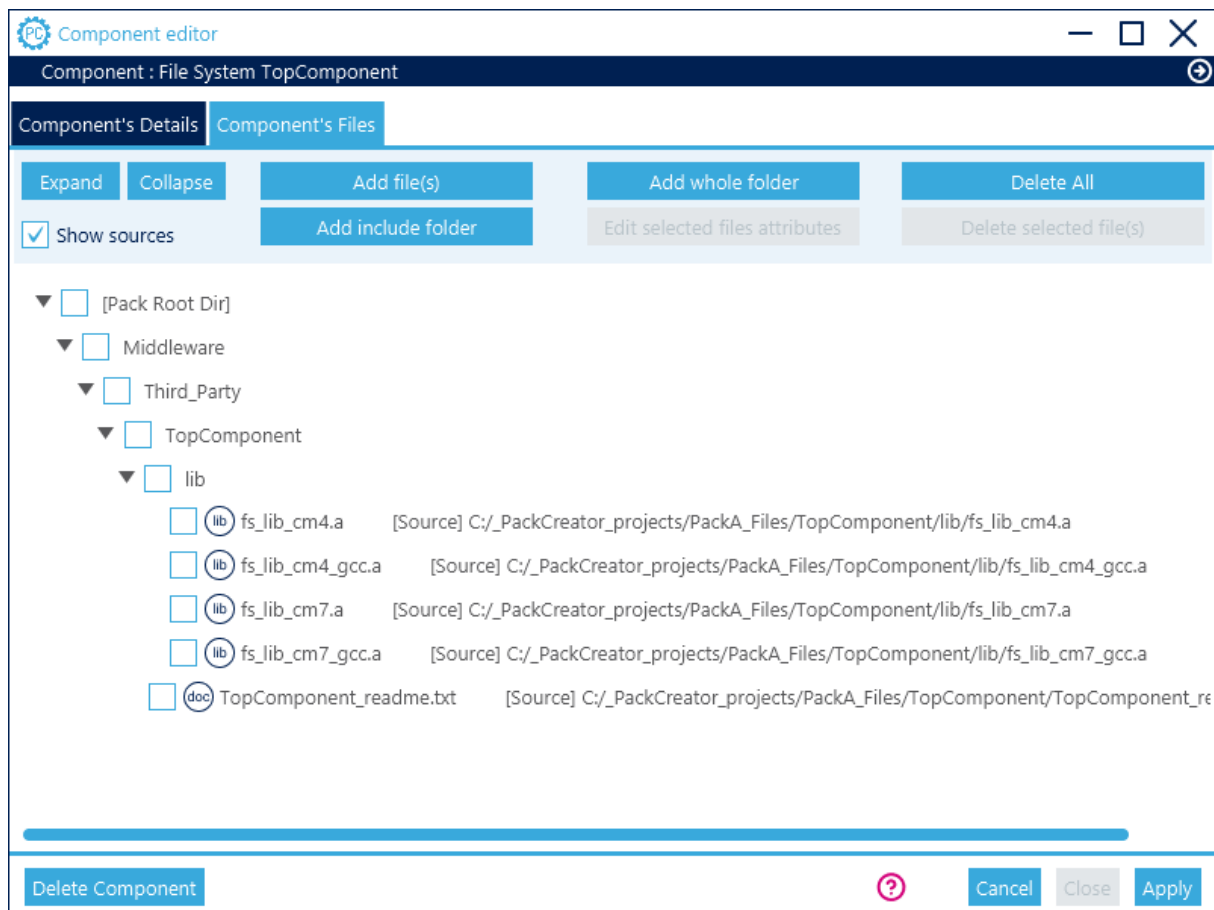 PC Component editor
Component : File System TopComponent
Component's Details Component's Files
Expand Collapse Add file(s) Add whole folder Delete All
Show sources Add include folder Edit selected files attributes Delete selected file(s)
[Pack Root Dir]
Middleware
Third_Party
TopComponent
lib
lib fs_lib_cm4.a [Source] C:/_PackCreator_projects/PackA_Files/TopComponent/lib/fs_lib_cm4.a
lib fs_lib_cm4_gcc.a [Source] C:/_PackCreator_projects/PackA_Files/TopComponent/lib/fs_lib_cm4_gcc.a
lib fs_lib_cm7.a [Source] C:/_PackCreator_projects/PackA_Files/TopComponent/lib/fs_lib_cm7.a
lib fs_lib_cm7_gcc.a [Source] C:/_PackCreator_projects/PackA_Files/TopComponent/lib/fs_lib_cm7_gcc.a
doc TopComponent_readme.txt [Source] C:/_PackCreator_projects/PackA_Files/TopComponent/TopComponent_re
Delete Component ? Cancel Close Apply